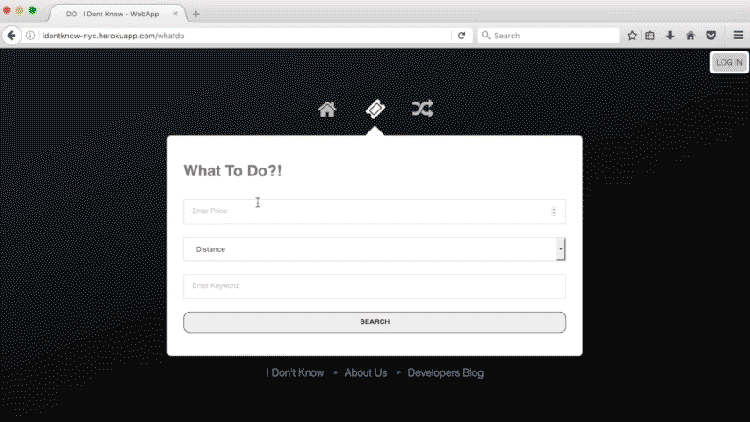 DO | I Dont Know - WebApp
idontknow-nyc.herokuapp.com/whatdo
Search
LOG IN
What To Do?!
Enter Price
Distance
Enter Keyword
SEARCH
I Don't Know - About Us - Developers Blog